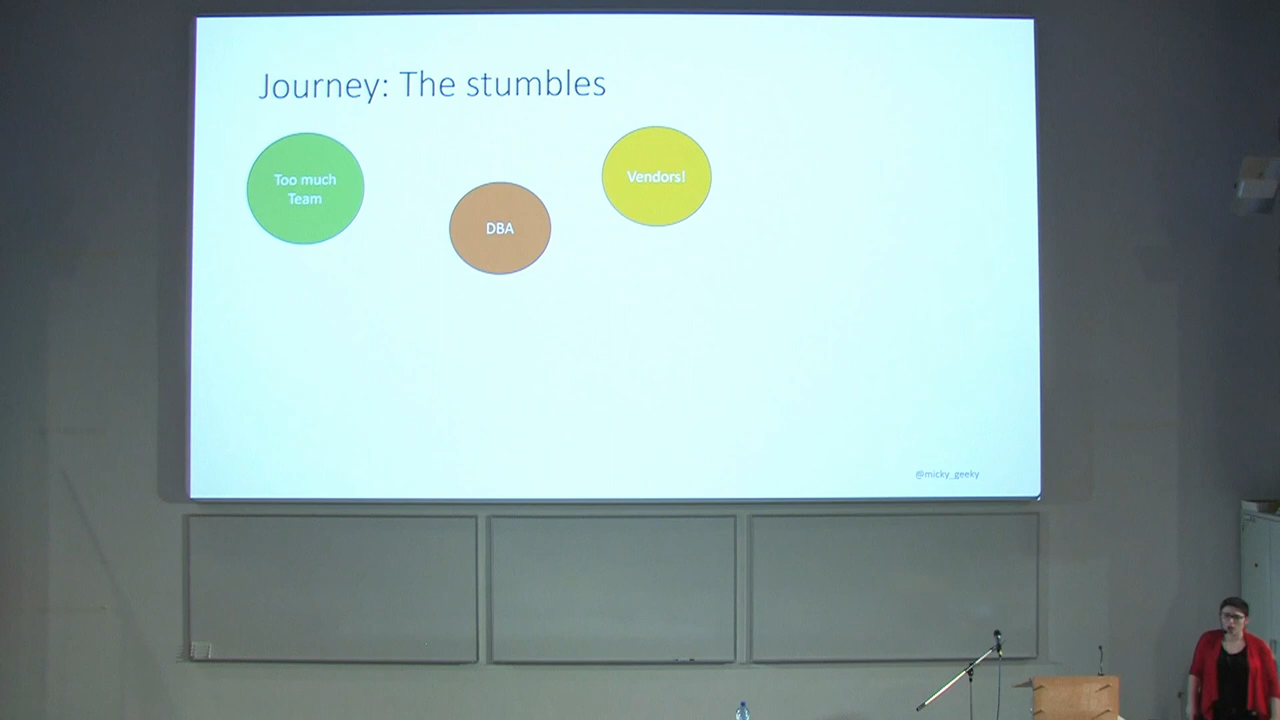 Journey: The stumbles
Too much
Team
DBA
Vendors!
@micky_geeky